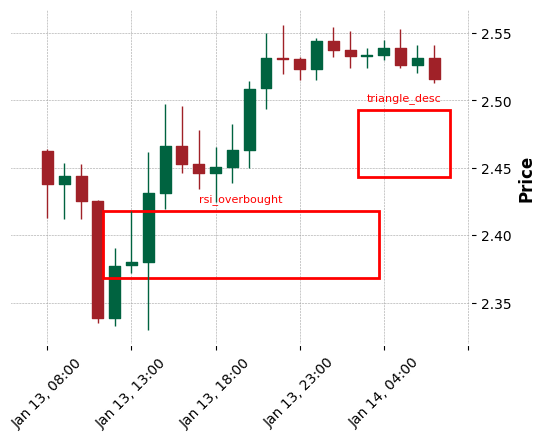 2.55
triangle_desc
2.50
2.45
Price
rsi_overbought
2.40
2.35
Jan 13, 08:00
Jan 13, 13:00
Jan 13, 18:00
Jan 13, 23:00
Jan 14, 04:00